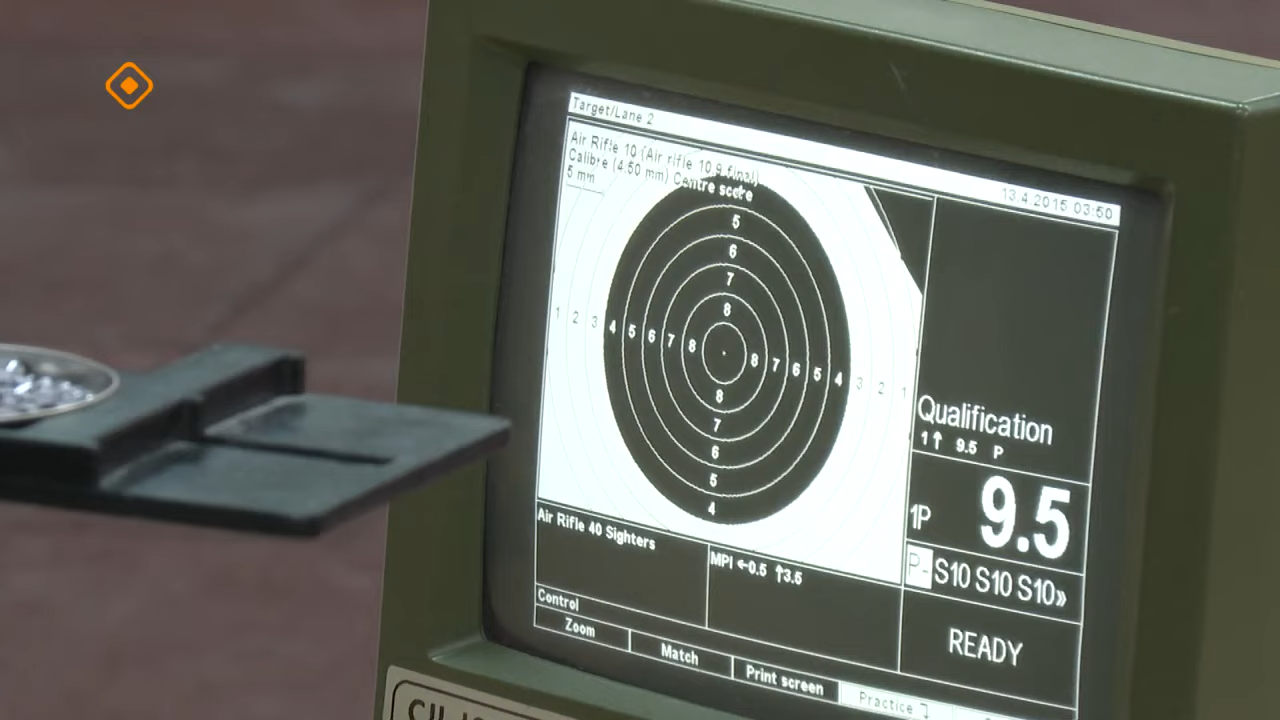 Target/Lane 2
13.4.2015 03:50
Air Rifle 10 (Air rifle 10.9 final)
Calibre (4.50 mm) Centre score
5 mm
5
6
7
8
1 2 3 4 5 6 7 8 8 7 6 5 4 3 2 1
8
7
6
5
4
Qualification
1↑ 9.5 P
1P 9.5
P- S10 S10 S10»
READY
Air Rifle 40 Sighters
MPI ←0.5 ↑3.5
Control
Zoom
Match
Print screen
Practice